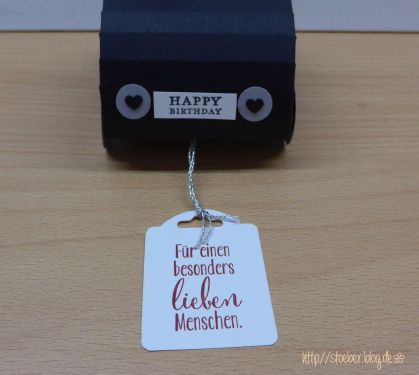 HAPPY
BIRTHDAY
Für einen
besonders
lieben
Menschen.
http://stoeber.blog.de